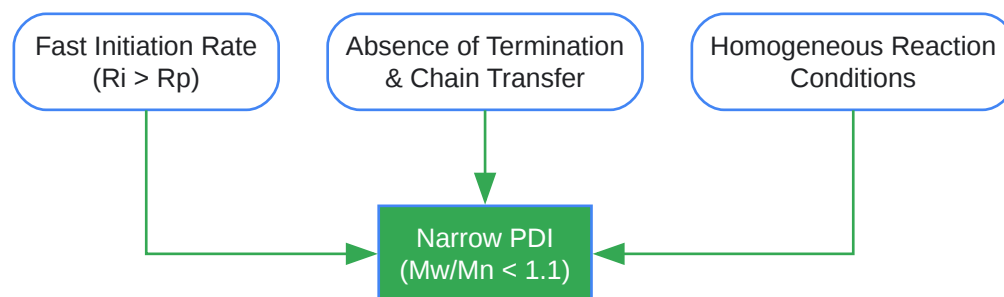 Fast Initiation Rate
(Ri > Rp)
Absence of Termination
& Chain Transfer
Homogeneous Reaction
Conditions
Narrow PDI
(Mw/Mn < 1.1)